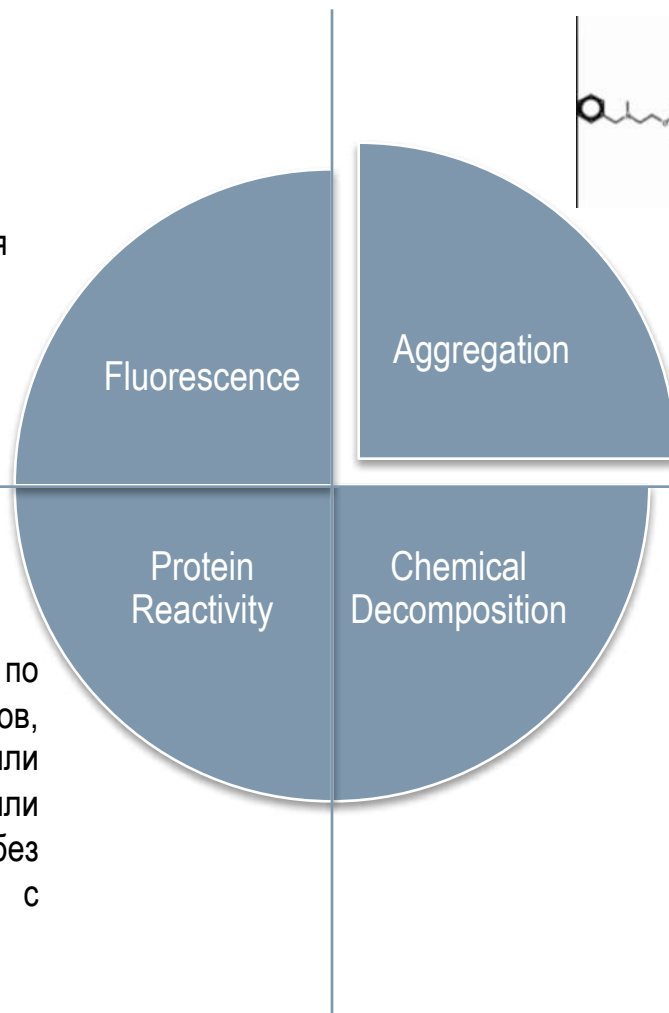 я
Fluorescence
Aggregation
Protein
Reactivity
Chemical
Decomposition
по
ов,
или
или
без
с